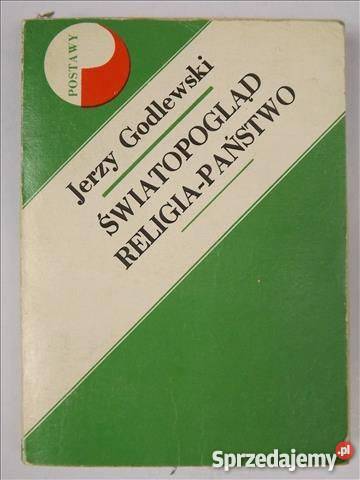 POSTAWY
Jerzy Godlewski
ŚWIATOPOGLĄD
RELIGIA-PAŃSTWO
Sprzedajemy.pl